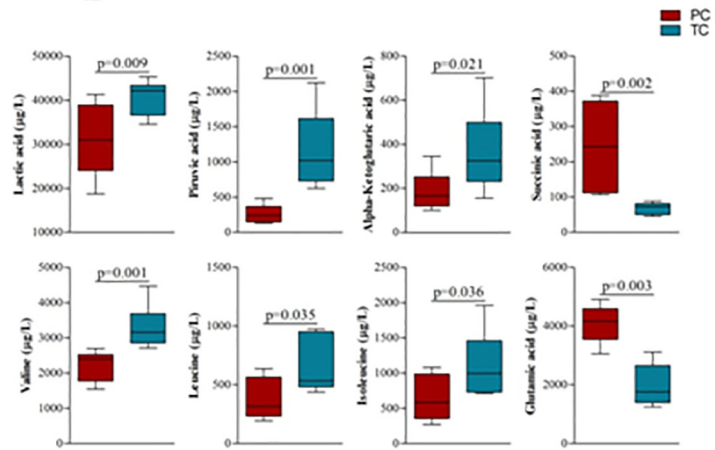 PC
TC
Lactic acid (µg/L)
50000
40000
30000
20000
10000
p=0.009
Piruvic acid (µg/L)
2500
2000
1500
1000
500
0
p=0.001
Alpha-Ketoglutaric acid (µg/L)
800
600
400
200
0
p=0.021
Succinic acid (µg/L)
500
400
300
200
100
0
p=0.002
Valine (µg/L)
5000
4000
3000
2000
1000
0
p=0.001
Leucine (µg/L)
1500
1000
500
0
p=0.035
Isoleucine (µg/L)
2500
2000
1500
1000
500
0
p=0.036
Glutamic acid (µg/L)
6000
4000
2000
0
p=0.003